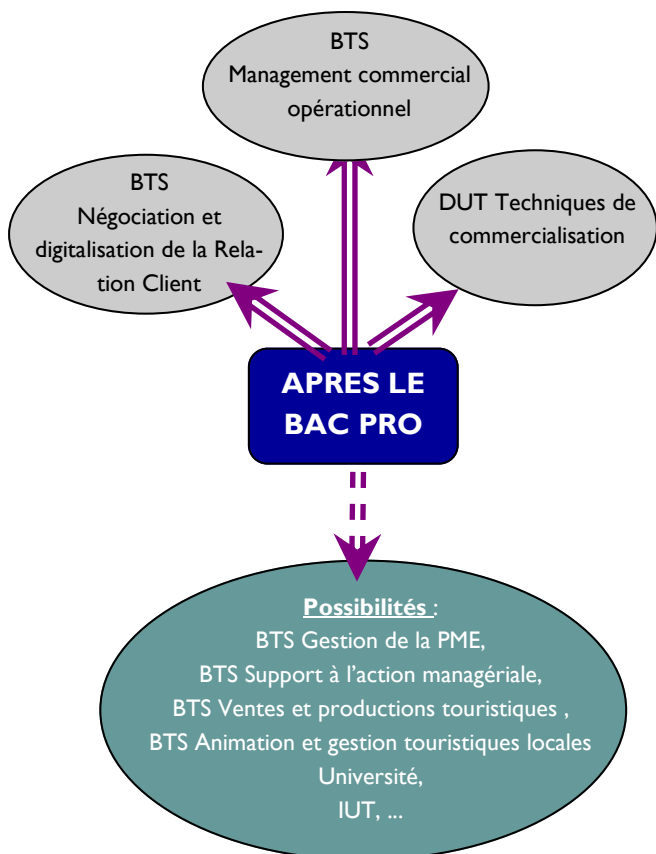 BTS
Management commercial
opérationnel
BTS
Négociation et
digitalisation de la Rela-
tion Client
DUT Techniques de
commercialisation
APRES LE
BAC PRO
Possibilités :
BTS Gestion de la PME,
BTS Support à l’action managériale,
BTS Ventes et productions touristiques ,
BTS Animation et gestion touristiques locales
Université,
IUT, ...